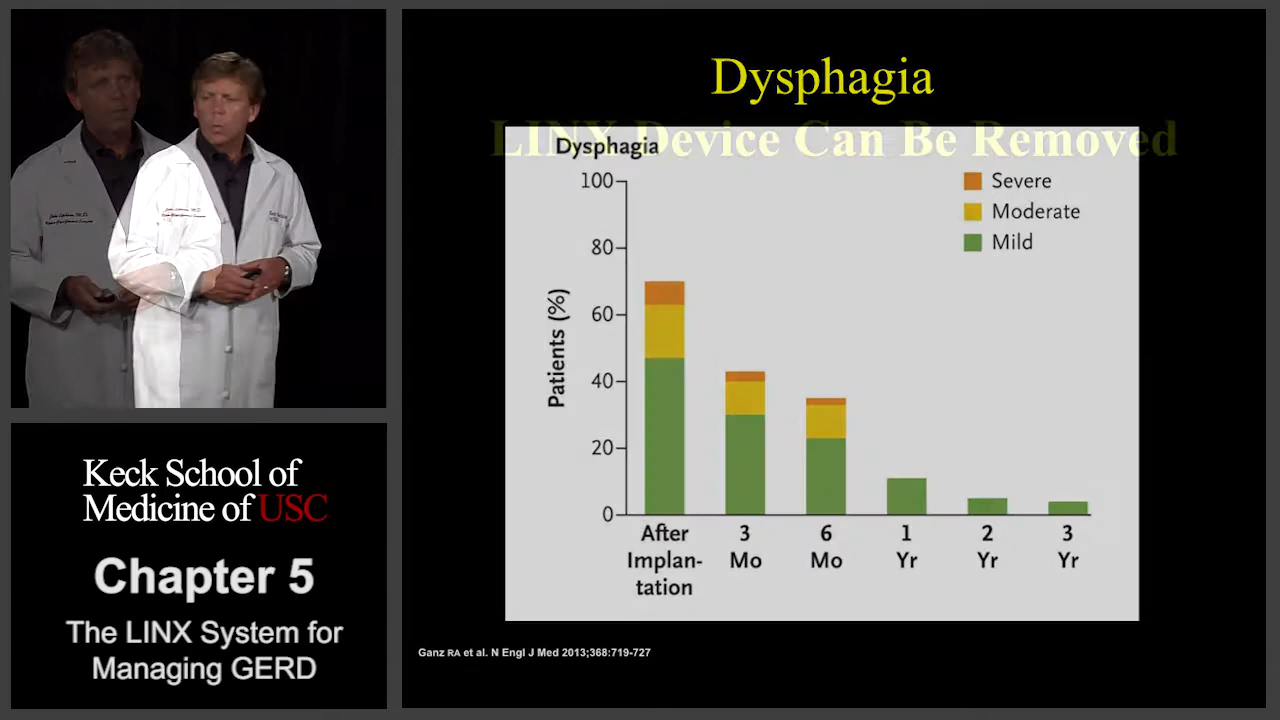 Dysphagia
LINX Device Can Be Removed
Dysphagia
100
80
60
40
20
0
Patients (%)
Severe
Moderate
Mild
After
Implan-
tation
3
Mo
6
Mo
1
Yr
2
Yr
3
Yr
Ganz RA et al. N Engl J Med 2013;368:719-727
Keck School of
Medicine of USC
Chapter 5
The LINX System for
Managing GERD